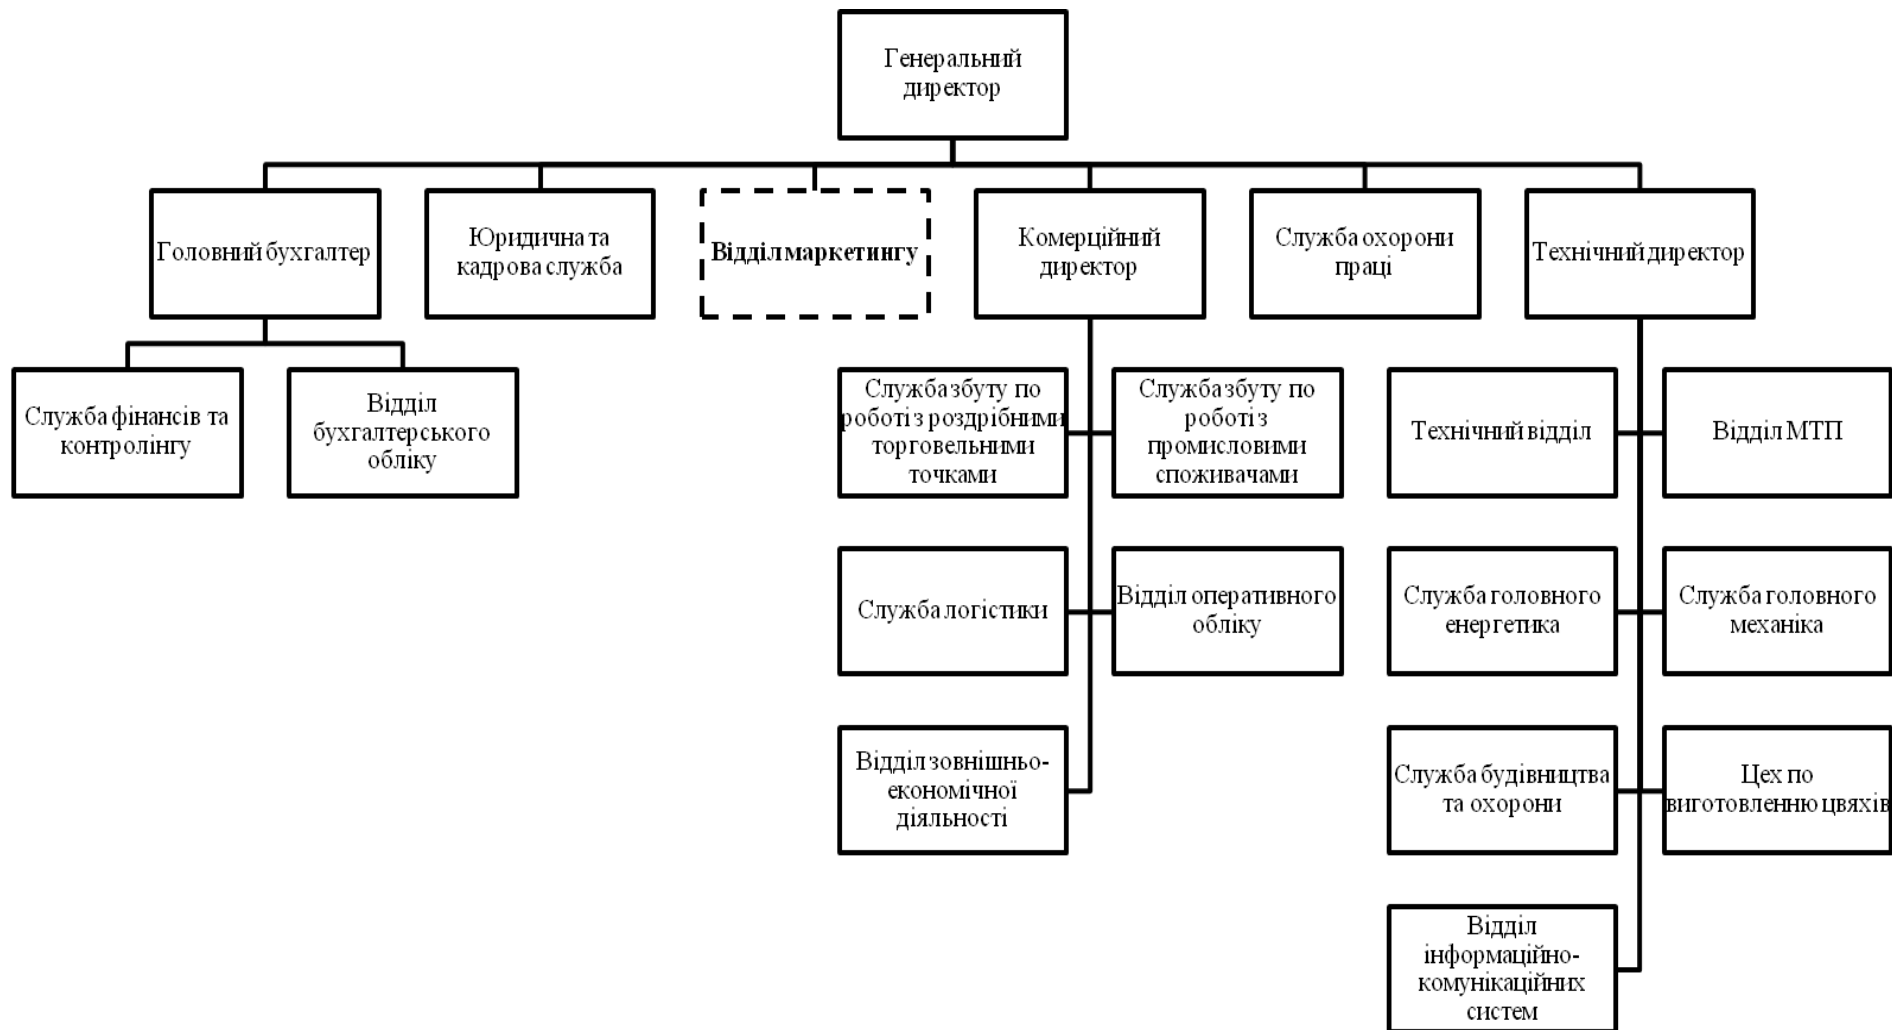 Генеральний
директор
Головний бухгалтер
Юридична та
кадрова служба
Відділ маркетингу
Комерційний
директор
Служба охорони
праці
Технічний директор
Служба фінансів та
контролінгу
Відділ
бухгалтерського
обліку
Служба збуту по
роботі з роздрібними
торговельними
точками
Служба збуту по
роботі з
промисловими
споживачами
Технічний відділ
Відділ МТП
Служба логістики
Відділ оперативного
обліку
Служба головного
енергетика
Служба головного
механіка
Відділ зовнішньо-
економічної
діяльності
Служба будівництва
та охорони
Цех по
виготовленню цвяхів
Відділ
інформаційно-
комунікаційних
систем